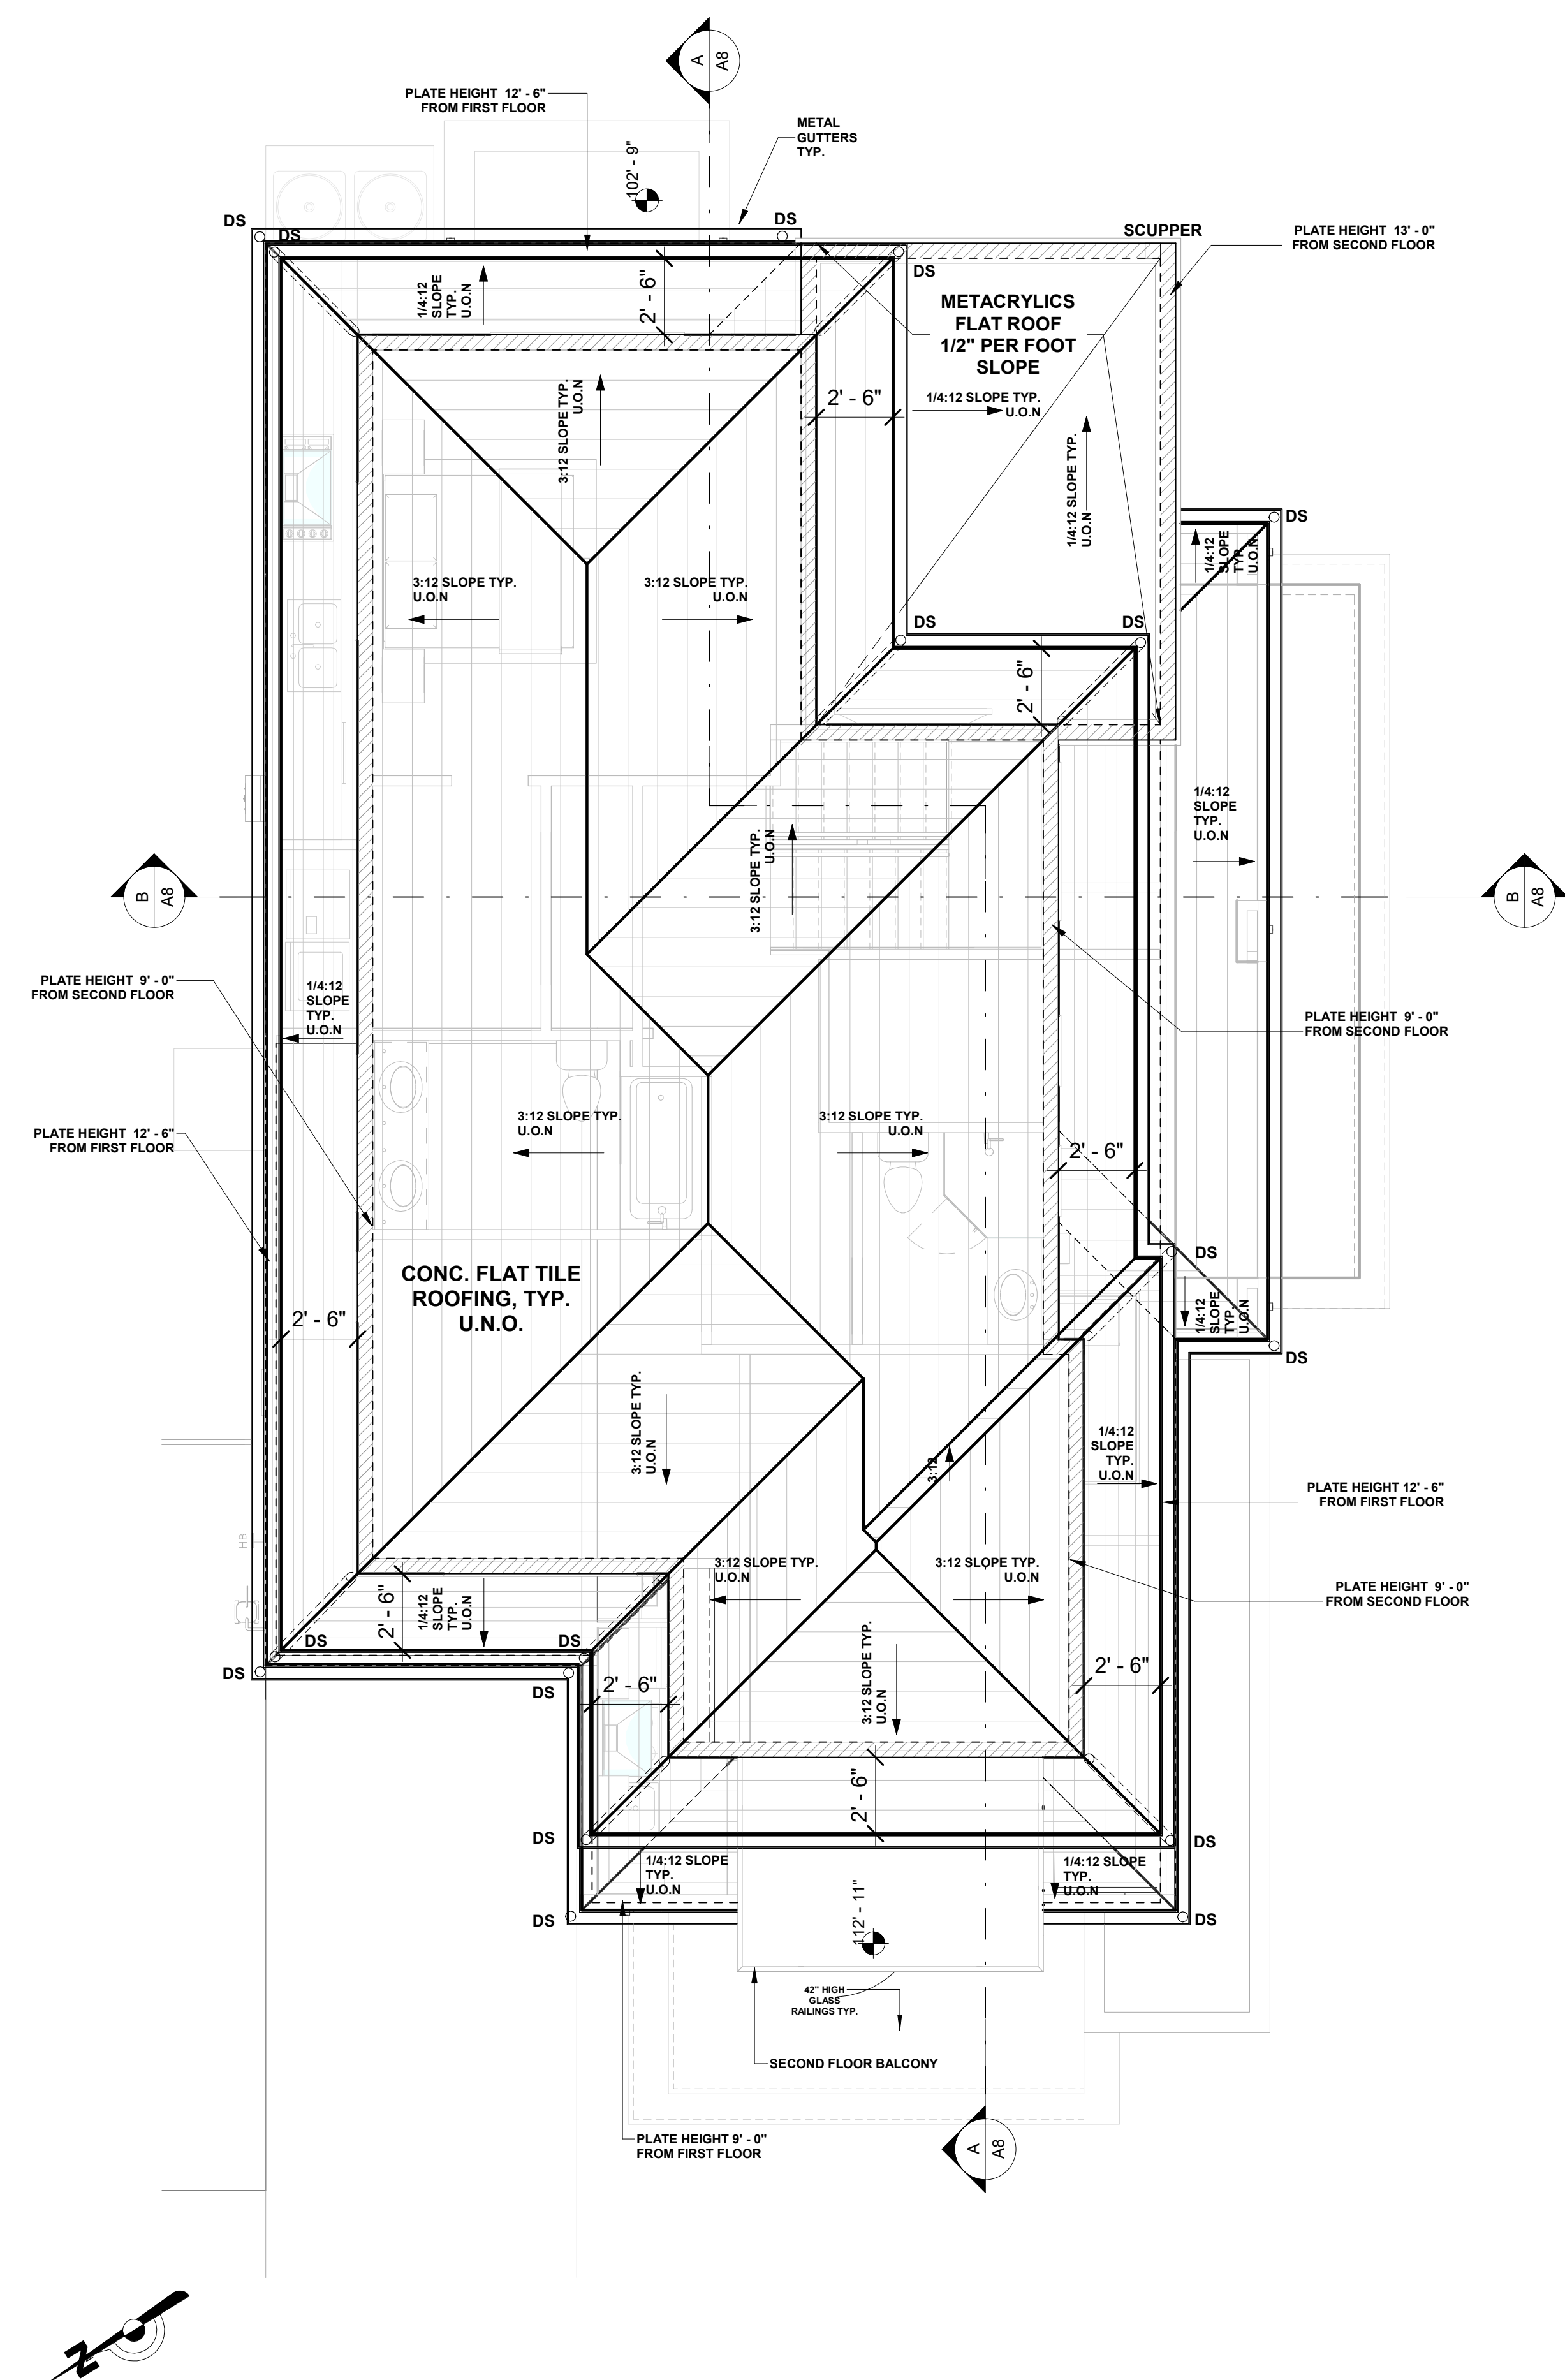 A
A8
PLATE HEIGHT 12' - 6"
FROM FIRST FLOOR
METAL
GUTTERS
TYP.
102' - 9"
DS
DS
DS
SCUPPER
PLATE HEIGHT 13' - 0"
FROM SECOND FLOOR
DS
1/4:12
SLOPE
TYP.
U.O.N
2' - 6"
METACRYLICS
FLAT ROOF
1/2" PER FOOT
SLOPE
3:12 SLOPE TYP.
U.O.N
2' - 6"
1/4:12 SLOPE TYP.
U.O.N
1/4:12 SLOPE TYP.
U.O.N
DS
1/4:12
SLOPE
TYP.
U.O.N
3:12 SLOPE TYP.
U.O.N
3:12 SLOPE TYP.
U.O.N
DS
DS
2' - 6"
1/4:12
SLOPE
TYP.
U.O.N
3:12 SLOPE TYP.
U.O.N
B
A8
B
A8
PLATE HEIGHT 9' - 0"
FROM SECOND FLOOR
1/4:12
SLOPE
TYP.
U.O.N
PLATE HEIGHT 9' - 0"
FROM SECOND FLOOR
PLATE HEIGHT 12' - 6"
FROM FIRST FLOOR
3:12 SLOPE TYP.
U.O.N
3:12 SLOPE TYP.
U.O.N
2' - 6"
DS
CONC. FLAT TILE
ROOFING, TYP.
U.N.O.
2' - 6"
1/4:12
SLOPE
TYP.
U.O.N
DS
3:12 SLOPE TYP.
U.O.N
3:12
1/4:12
SLOPE
TYP.
U.O.N
PLATE HEIGHT 12' - 6"
FROM FIRST FLOOR
HB
3:12 SLOPE TYP.
U.O.N
3:12 SLOPE TYP.
U.O.N
PLATE HEIGHT 9' - 0"
FROM SECOND FLOOR
2' - 6"
1/4:12
SLOPE
TYP.
U.O.N
DS
DS
3:12 SLOPE TYP.
U.O.N
DS
DS
2' - 6"
2' - 6"
2' - 6"
DS
DS
1/4:12 SLOPE
TYP.
U.O.N
1/4:12 SLOPE
TYP.
U.O.N
DS
DS
112' - 11"
42" HIGH
GLASS
RAILINGS TYP.
SECOND FLOOR BALCONY
PLATE HEIGHT 9' - 0"
FROM FIRST FLOOR
A
A8
N